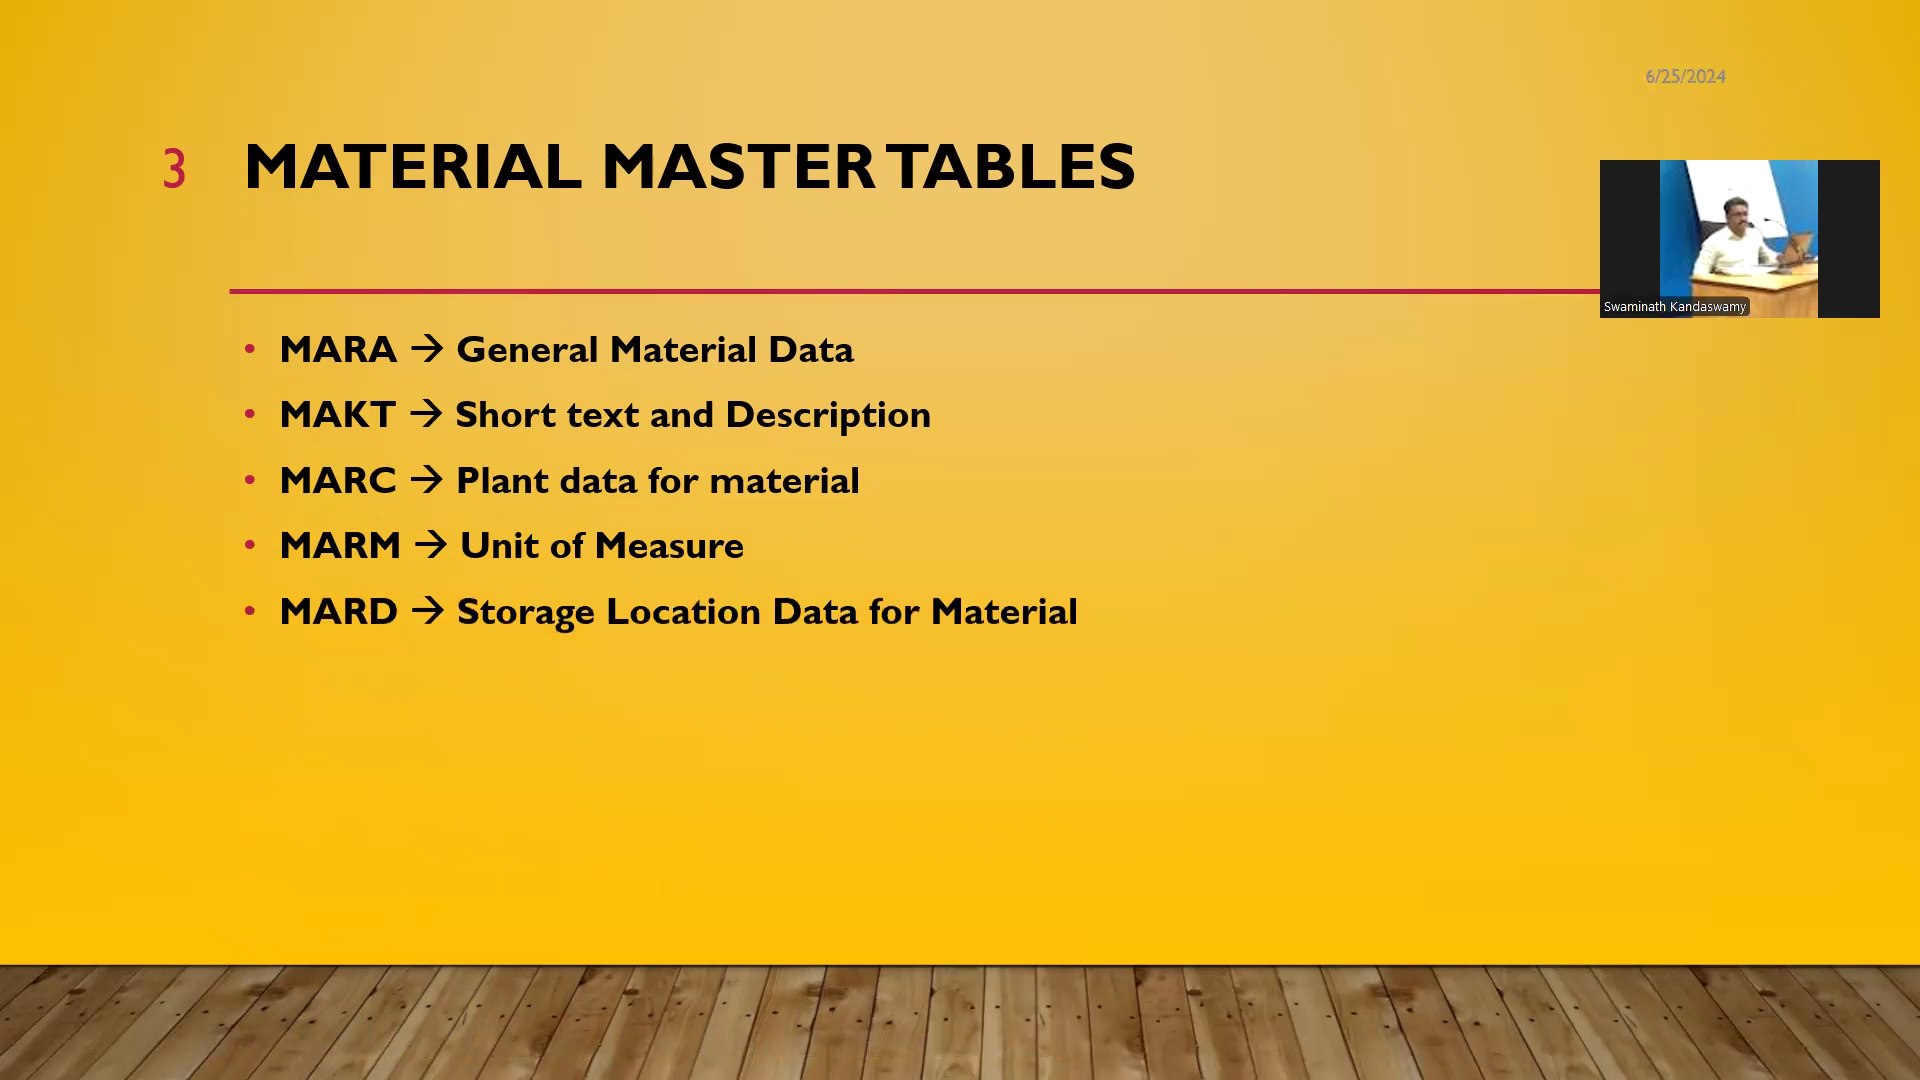 6/25/2024
3 MATERIAL MASTER TABLES
Swaminath Kandaswamy
• MARA → General Material Data
• MAKT → Short text and Description
• MARC → Plant data for material
• MARM → Unit of Measure
• MARD → Storage Location Data for Material